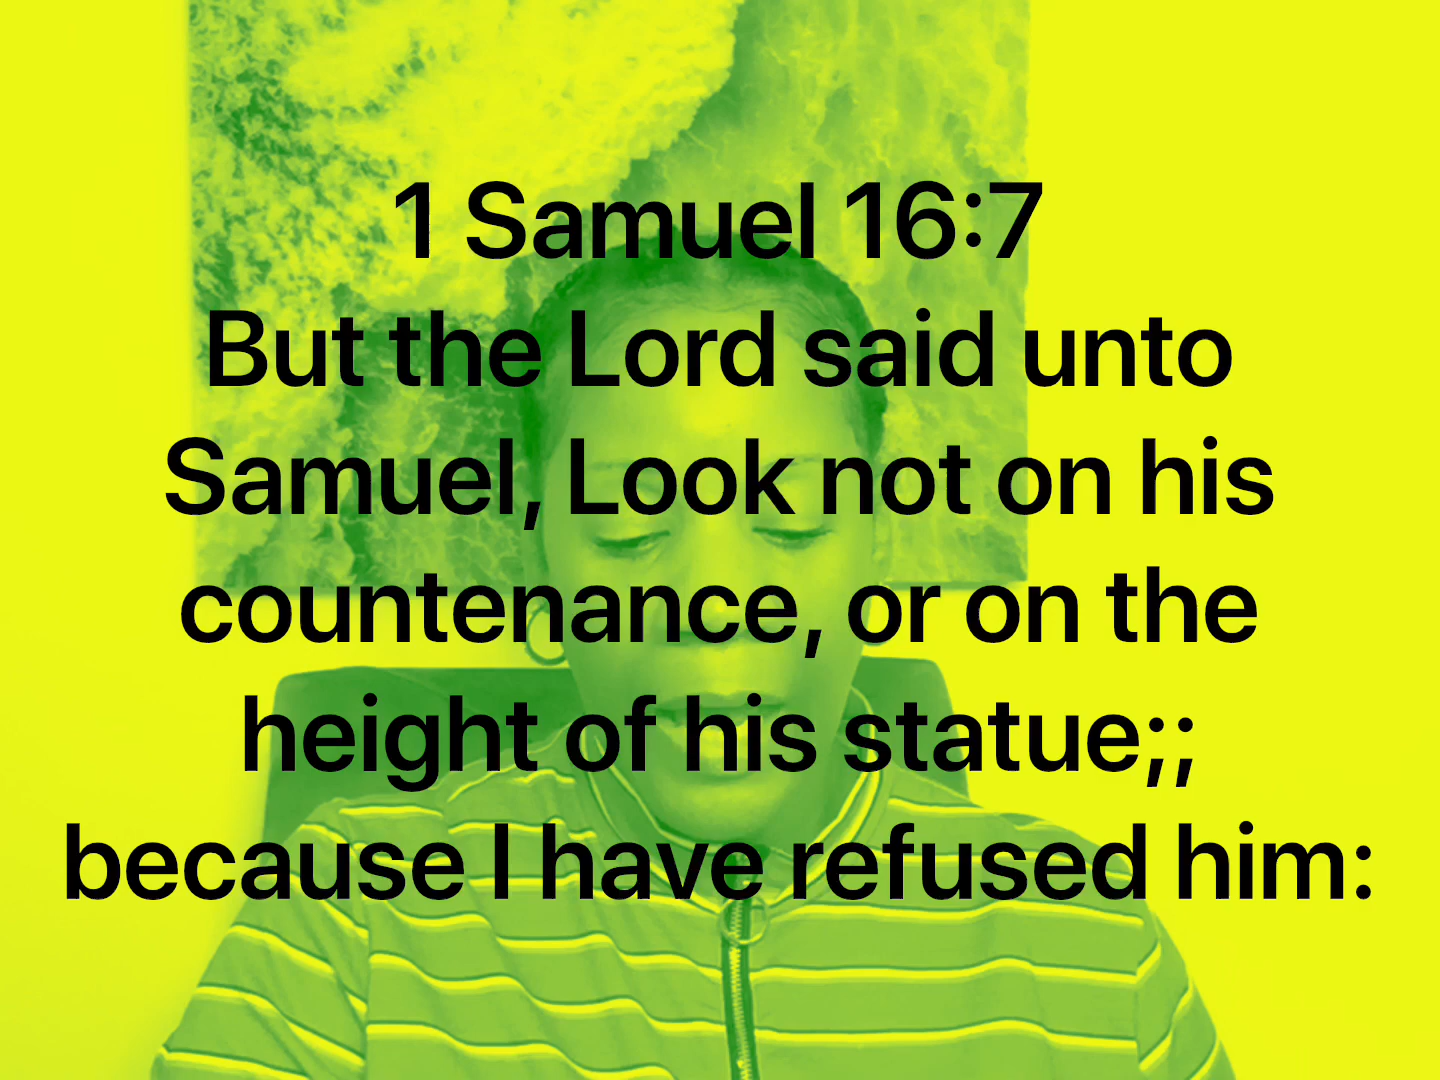 1 Samuel 16:7
But the Lord said unto
Samuel, Look not on his
countenance, or on the
height of his statue;;
because I have refused him: